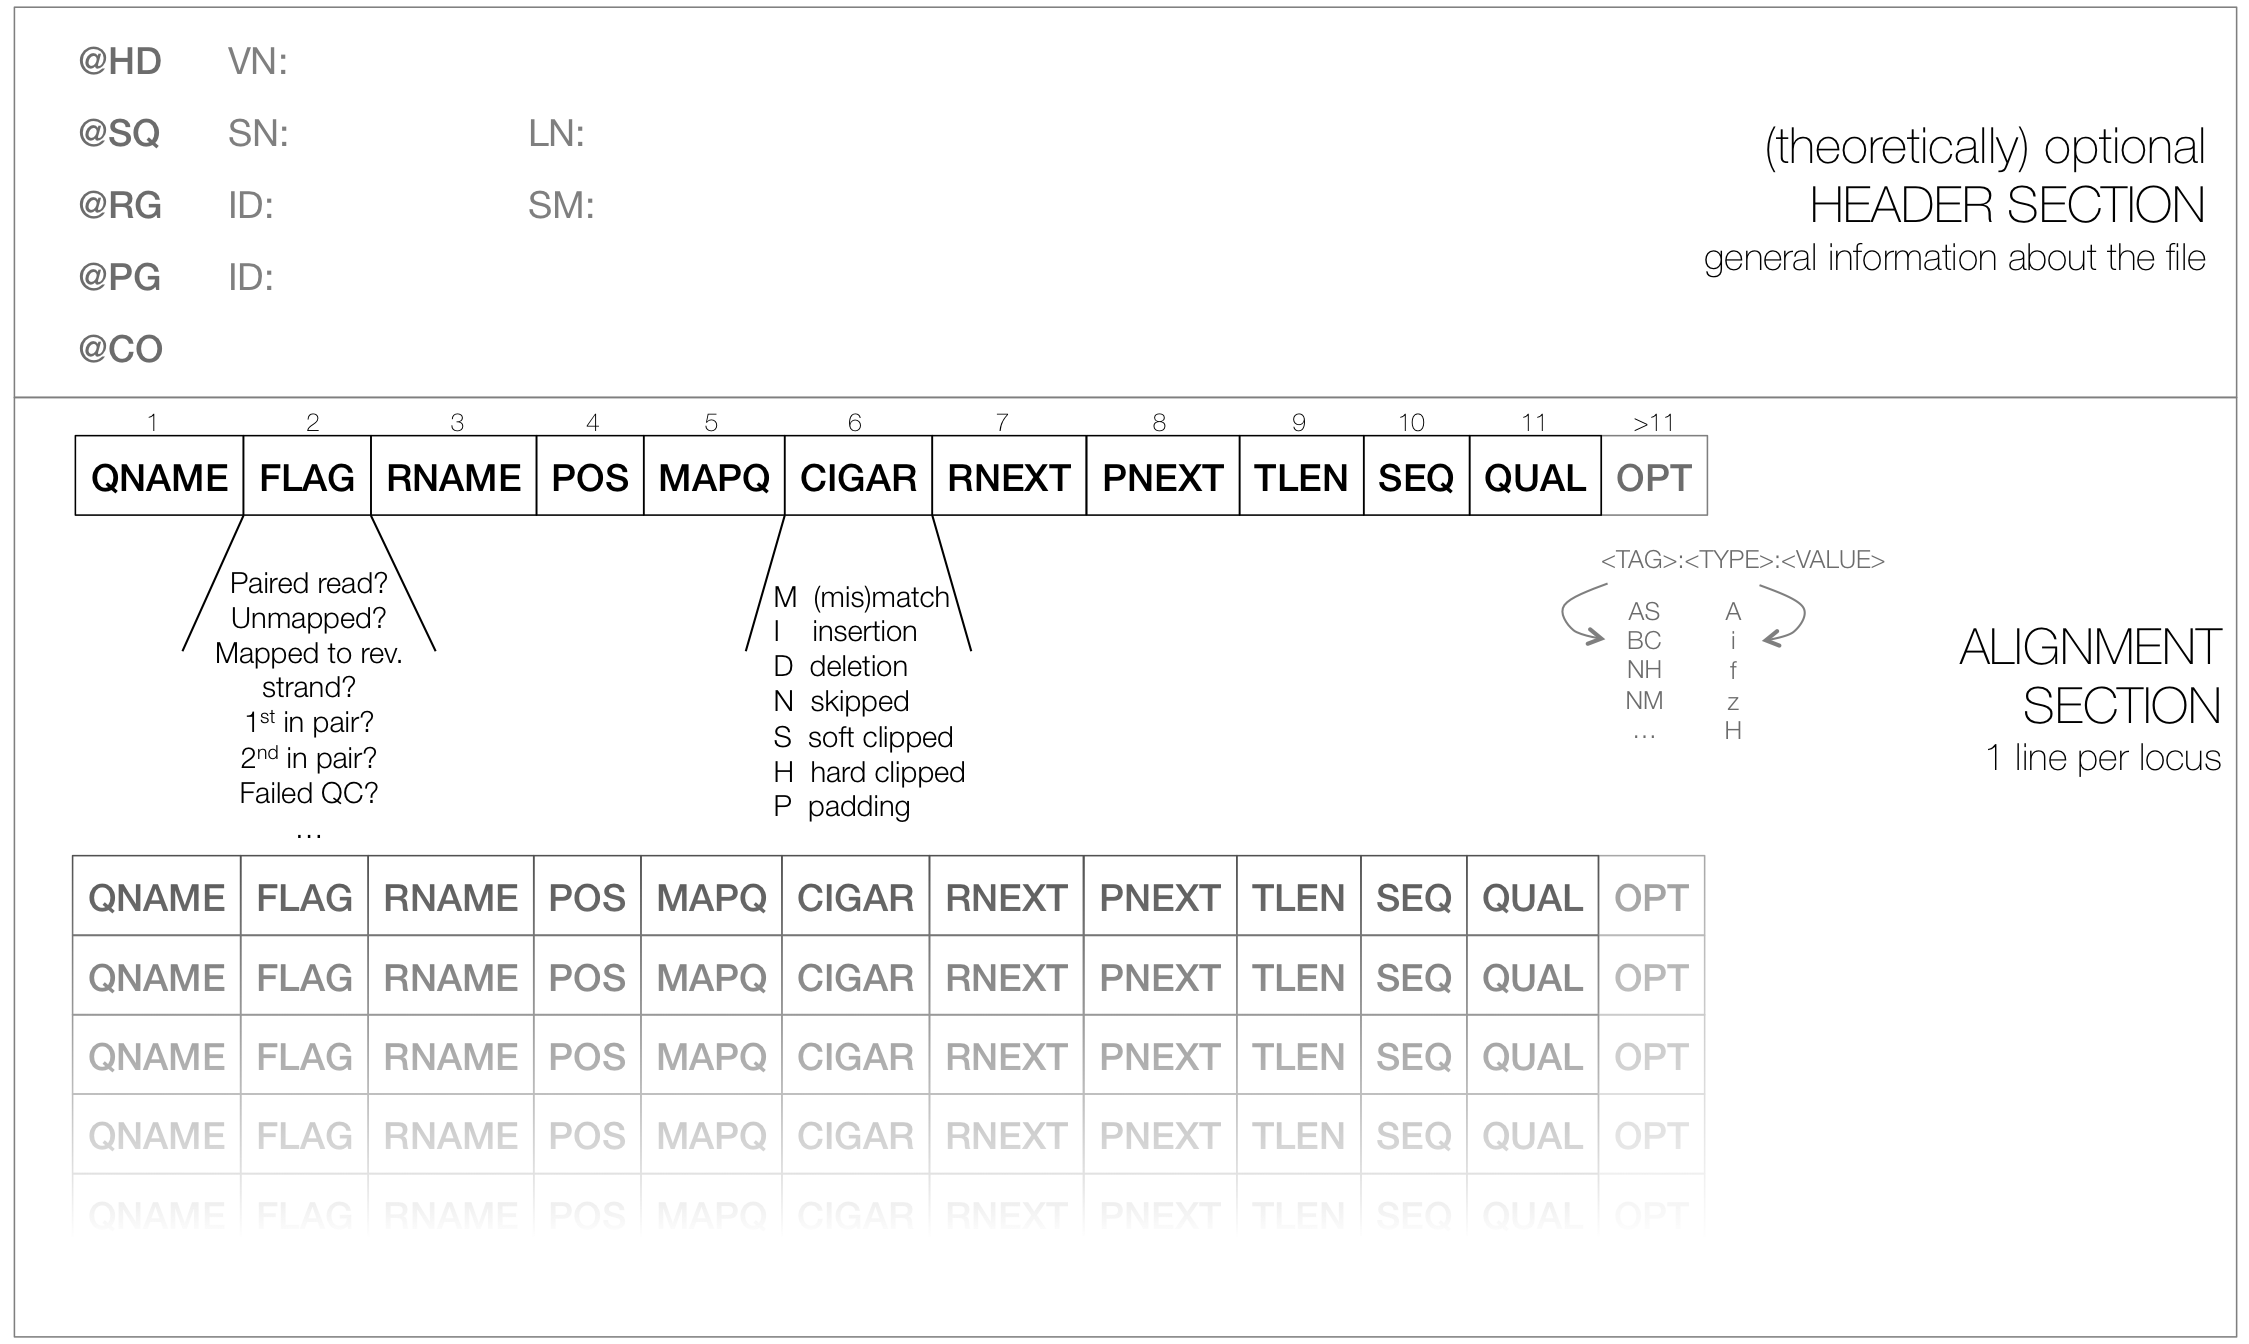 @HD VN:
@SQ SN: LN:
@RG ID: SM:
@PG ID:
@CO
(theoretically) optional
HEADER SECTION
general information about the file
1 2 3 4 5 6 7 8 9 10 11 >11
QNAME FLAG RNAME POS MAPQ CIGAR RNEXT PNEXT TLEN SEQ QUAL OPT
Paired read?
Unmapped?
Mapped to rev.
strand?
1st in pair?
2nd in pair?
Failed QC?
...
M (mis)match
I insertion
D deletion
N skipped
S soft clipped
H hard clipped
P padding
<TAG>:<TYPE>:<VALUE>
AS A
BC i
NH f
NM z
... H
ALIGNMENT
SECTION
1 line per locus
QNAME FLAG RNAME POS MAPQ CIGAR RNEXT PNEXT TLEN SEQ QUAL OPT
QNAME FLAG RNAME POS MAPQ CIGAR RNEXT PNEXT TLEN SEQ QUAL OPT
QNAME FLAG RNAME POS MAPQ CIGAR RNEXT PNEXT TLEN SEQ QUAL OPT
QNAME FLAG RNAME POS MAPQ CIGAR RNEXT PNEXT TLEN SEQ QUAL OPT
QNAME FLAG RNAME POS MAPQ CIGAR RNEXT PNEXT TLEN SEQ QUAL OPT